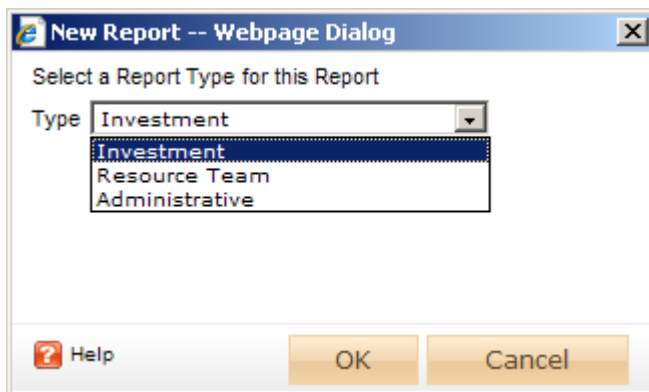 New Report -- Webpage Dialog
Select a Report Type for this Report
Type Investment
Investment
Resource Team
Administrative
Help OK Cancel